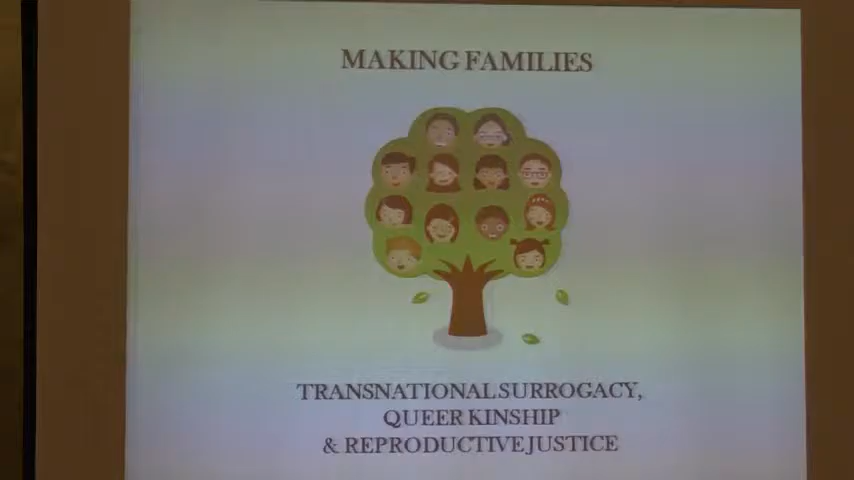 MAKING FAMILIES
TRANSNATIONAL SURROGACY,
QUEER KINSHIP
& REPRODUCTIVE JUSTICE